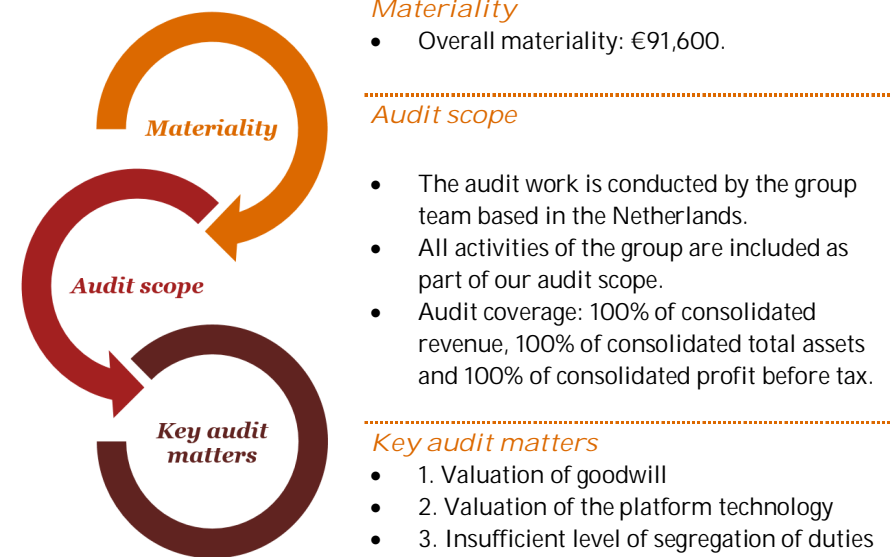 Materiality
• Overall materiality: €91,600.
Materiality
Audit scope
• The audit work is conducted by the group
team based in the Netherlands.
• All activities of the group are included as
part of our audit scope.
• Audit coverage: 100% of consolidated
revenue, 100% of consolidated total assets
and 100% of consolidated profit before tax.
Audit scope
Key audit matters
• 1. Valuation of goodwill
• 2. Valuation of the platform technology
• 3. Insufficient level of segregation of duties
Key audit
matters